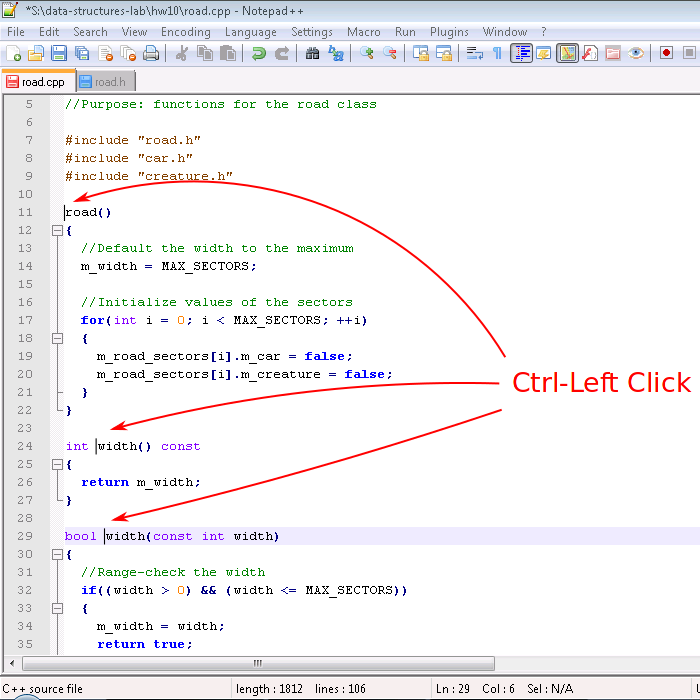 *S:\data-structures-lab\hw10\road.cpp - Notepad++
File Edit Search View Encoding Language Settings Macro Run Plugins Window ?
road.cpp road.h
5 //Purpose: functions for the road class
6
7 #include "road.h"
8 #include "car.h"
9 #include "creature.h"
10
11 road()
12 {
13 //Default the width to the maximum
14 m_width = MAX_SECTORS;
15
16 //Initialize values of the sectors
17 for(int i = 0; i < MAX_SECTORS; ++i)
18 {
19 m_road_sectors[i].m_car = false;
20 m_road_sectors[i].m_creature = false;
21 }
22 }
23
24 int width() const
25 {
26 return m_width;
27 }
28
29 bool width(const int width)
30 {
31 //Range-check the width
32 if((width > 0) && (width <= MAX_SECTORS))
33 {
34 m_width = width;
35 return true;
Ctrl-Left Click
C++ source file length : 1812 lines : 106 Ln : 29 Col : 6 Sel : N/A